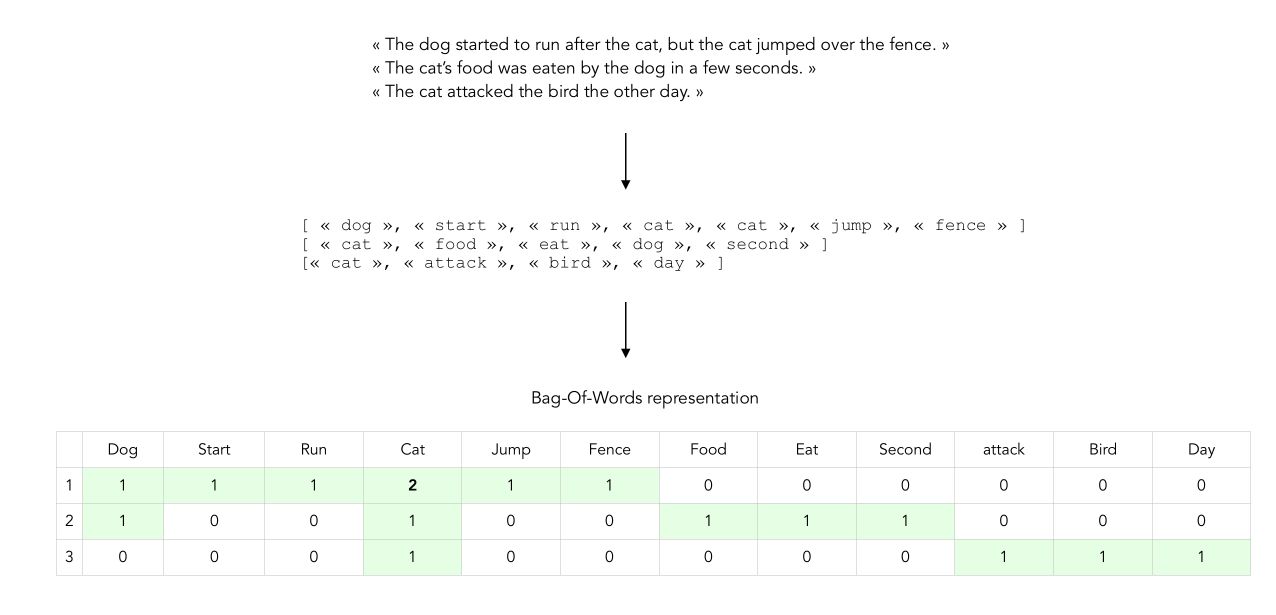 « The dog started to run after the cat, but the cat jumped over the fence. »
« The cat’s food was eaten by the dog in a few seconds. »
« The cat attacked the bird the other day. »
[ « dog », « start », « run », « cat », « cat », « jump », « fence » ]
[ « cat », « food », « eat », « dog », « second » ]
[« cat », « attack », « bird », « day » ]
Bag-Of-Words representation
Dog Start Run Cat Jump Fence Food Eat Second attack Bird Day
1 1 1 1 2 1 1 0 0 0 0 0 0
2 1 0 0 1 0 0 1 1 1 0 0 0
3 0 0 0 1 0 0 0 0 0 1 1 1